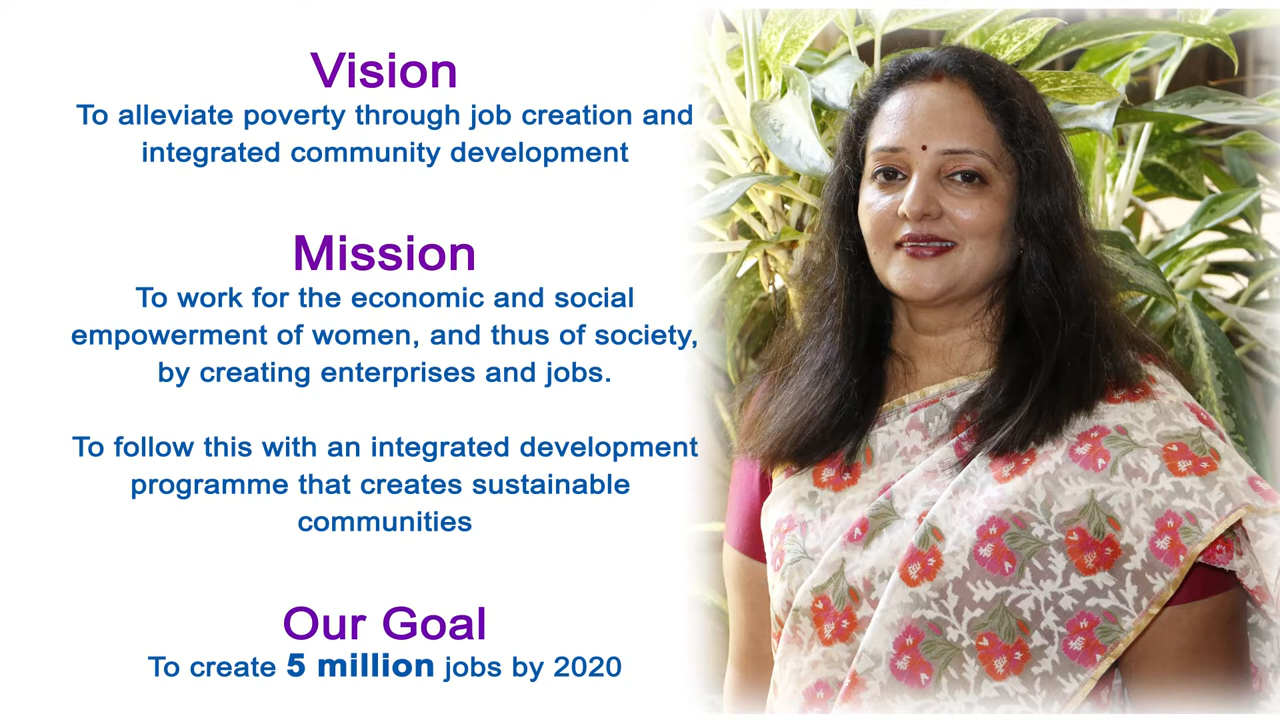 Vision
To alleviate poverty through job creation and
integrated community development
Mission
To work for the economic and social
empowerment of women, and thus of society,
by creating enterprises and jobs.
To follow this with an integrated development
programme that creates sustainable
communities
Our Goal
To create 5 million jobs by 2020